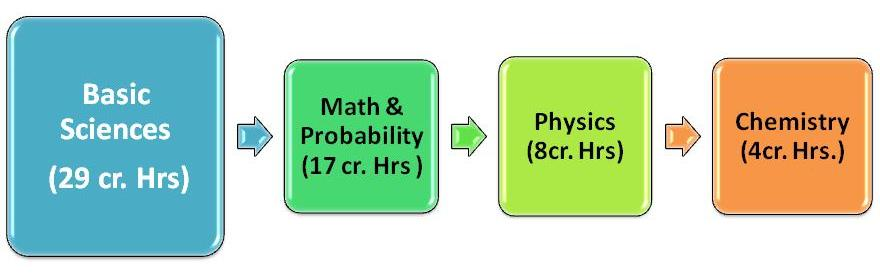 Basic
Sciences
(29 cr. Hrs)
Math &
Probability
(17 cr. Hrs )
Physics
(8cr. Hrs)
Chemistry
(4cr. Hrs.)